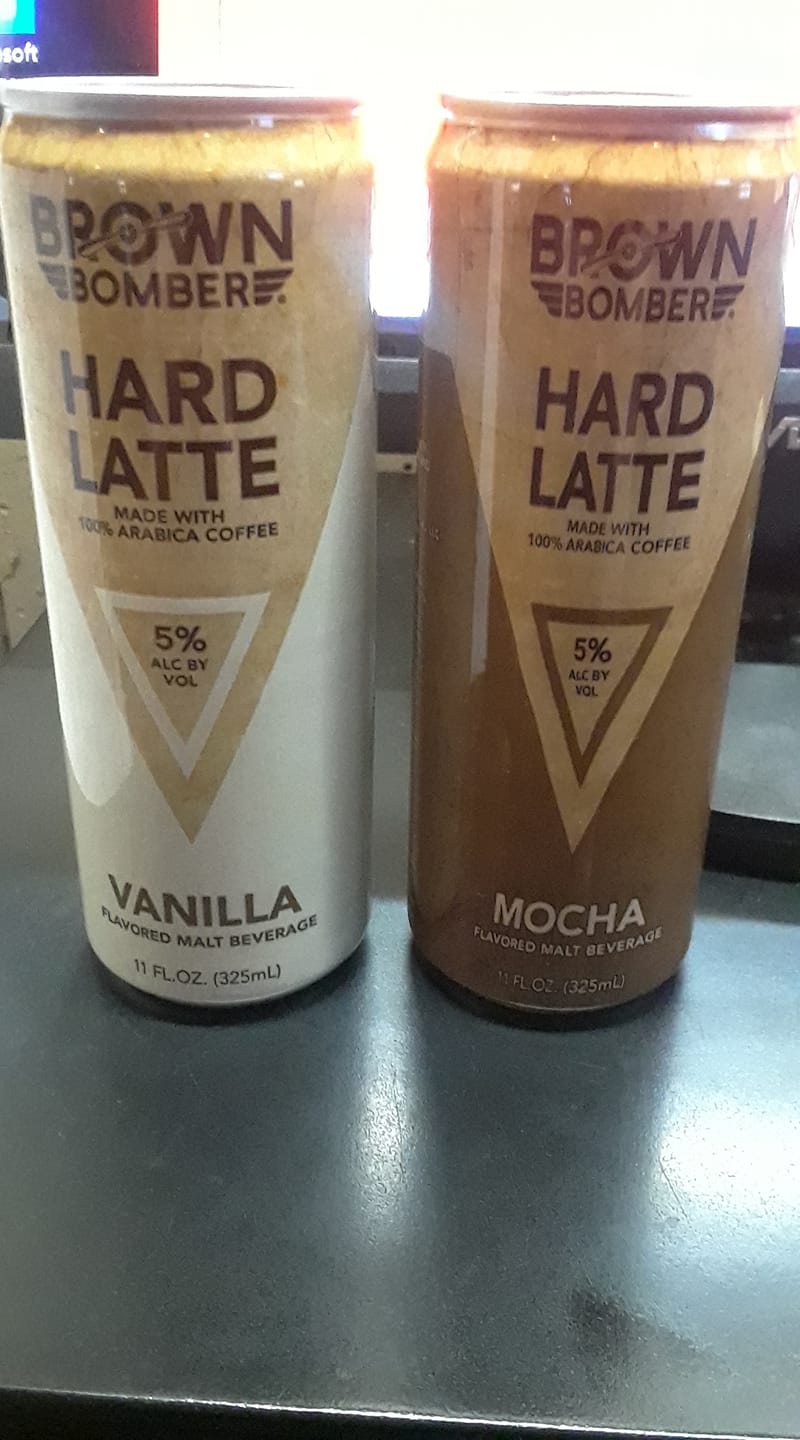 soft
BROWN
BOMBER
HARD
LATTE
MADE WITH
100% ARABICA COFFEE
5%
ALC BY
VOL
VANILLA
FLAVORED MALT BEVERAGE
11 FL.OZ. (325mL)
BROWN
BOMBER
HARD
LATTE
MADE WITH
100% ARABICA COFFEE
5%
ALC BY
VOL
MOCHA
FLAVORED MALT BEVERAGE
11 FL.OZ. (325mL)